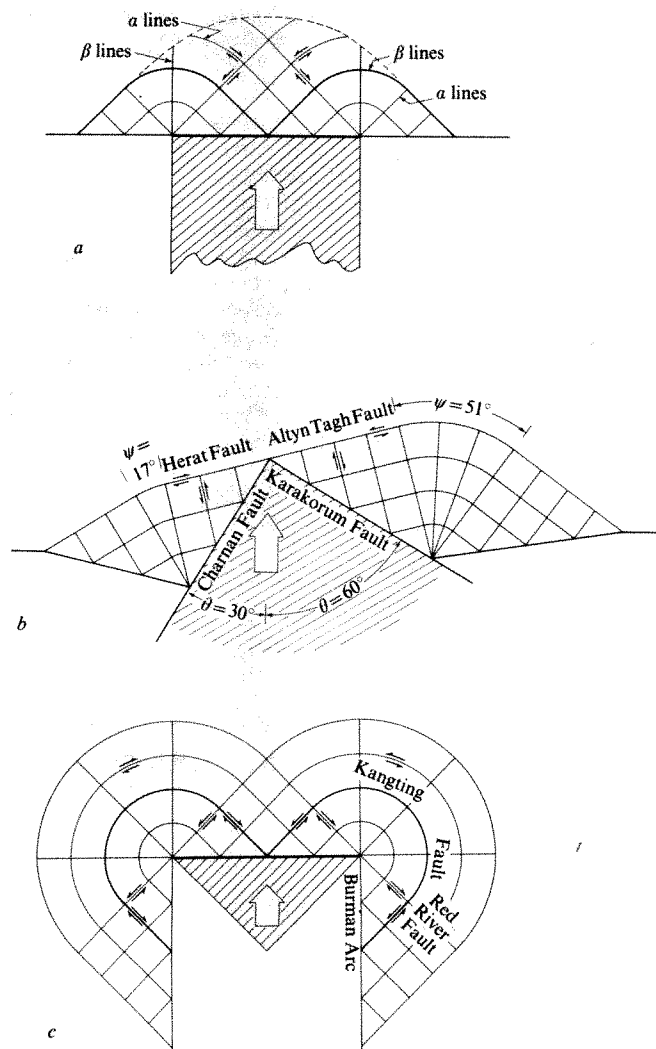 α lines
β lines
β lines
α lines
a
ψ = 51°
ψ =
17°
Herat Fault
Altyn Tagh Fault
Karakorum Fault
Charnan Fault
θ = 30°
θ = 60°
b
Kangting
Fault
Red
River
Fault
Burman Arc
c